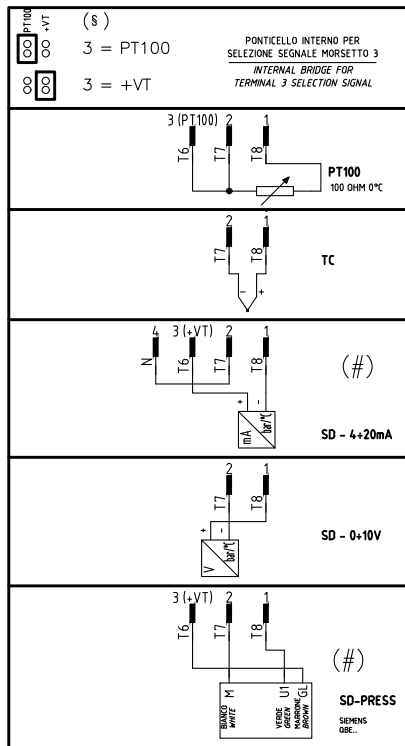 PT100 +VT
(§)
3 = PT100
3 = +VT
PONTICELLO INTERNO PER
SELEZIONE SEGNALE MORSETTO 3
INTERNAL BRIDGE FOR
TERMINAL 3 SELECTION SIGNAL
3 (PT100) 2 1
T6 T7 T8
PT100
100 OHM 0°C
2 1
T7 T8
- +
TC
4 3 (+VT) 2 1
N T6 T7 T8
(#)
+ -
mA bar/°C
SD - 4÷20mA
2 1
T7 T8
+ -
V bar/°C
SD - 0÷10V
3 (+VT) 2 1
T6 T7 T8
(#)
M U1 GL
BIANCO VERDE MARRONE
WHITE GREEN BROWN
SD-PRESS
SIEMENS
QBE...